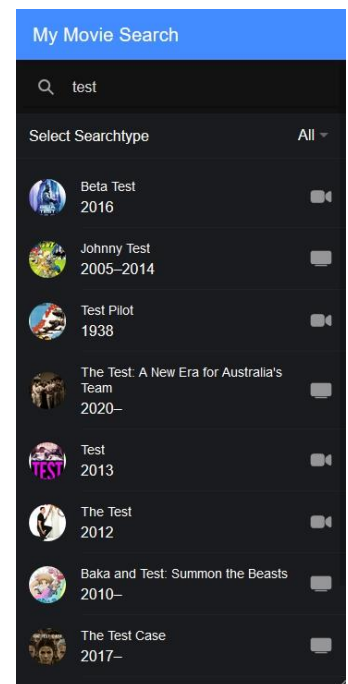 My Movie Search
test
Select Searchtype All
Beta Test
2016
Johnny Test
2005–2014
Test Pilot
1938
The Test: A New Era for Australia's
Team
2020–
TEST
Test
2013
The Test
2012
Baka and Test: Summon the Beasts
2010–
The Test Case
2017–